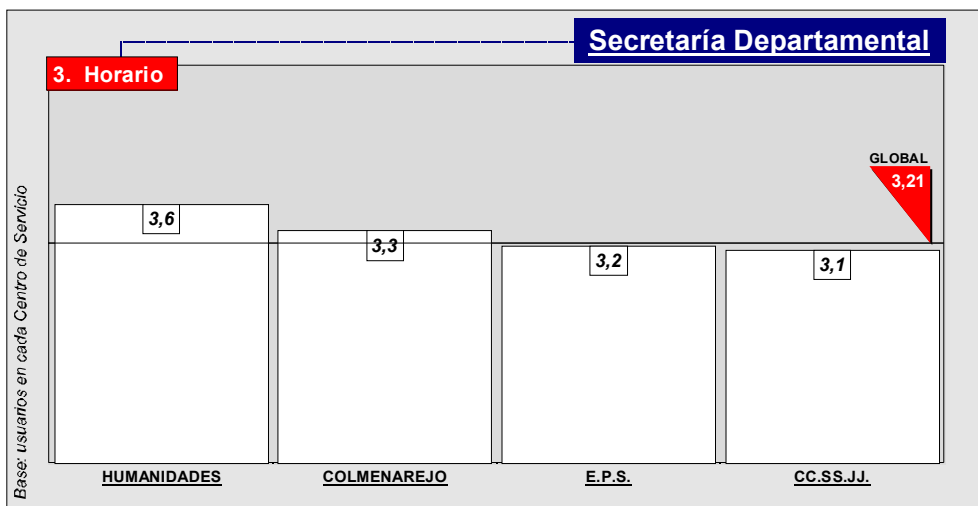 Secretaría Departamental
3. Horario
GLOBAL
3,21
3,6
3,3
3,2
3,1
Base: usuarios en cada Centro de Servicio
HUMANIDADES
COLMENAREJO
E.P.S.
CC.SS.JJ.